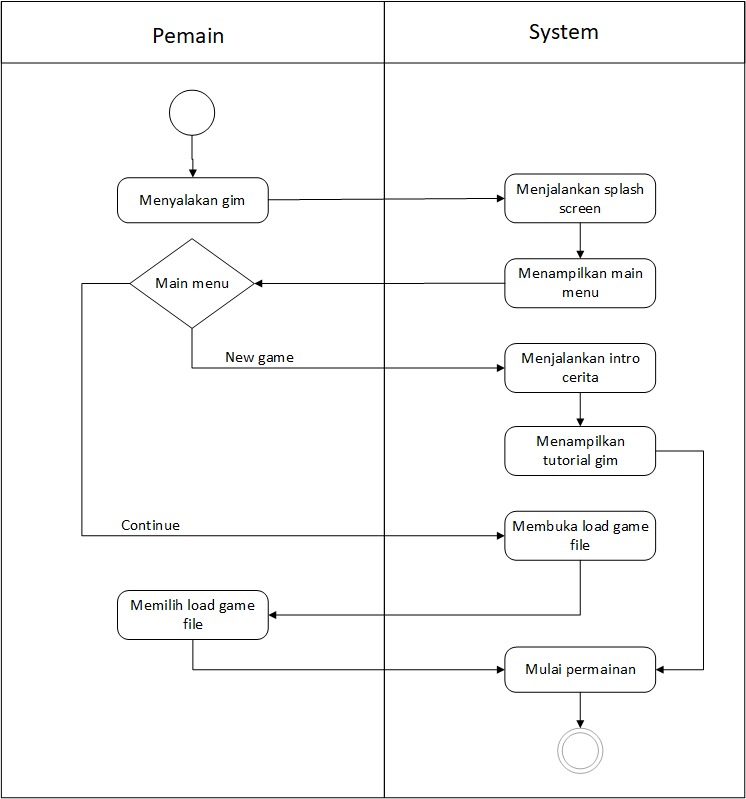 Pemain
System
Menyalakan gim
Menjalankan splash
screen
Main menu
Menampilkan main
menu
New game
Menjalankan intro
cerita
Menampilkan
tutorial gim
Continue
Membuka load game
file
Memilih load game
file
Mulai permainan